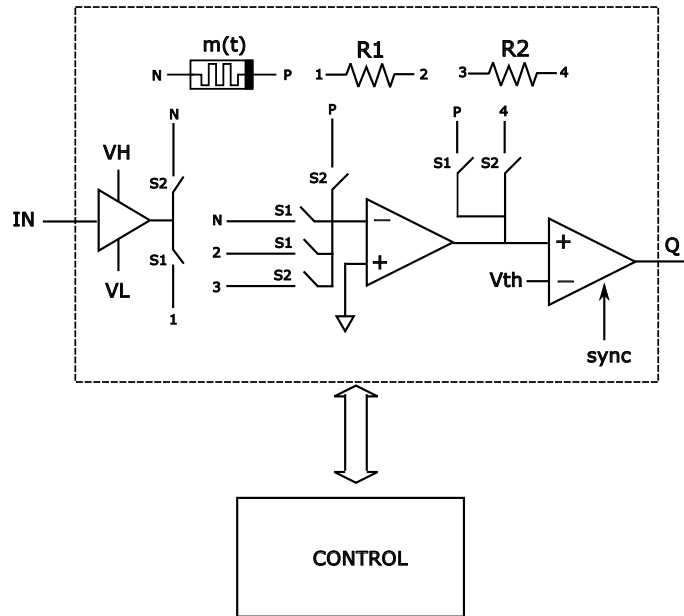 m(t)
R1
R2
N
P
1
2
3
4
N
P
P
4
VH
S2
S2
S1
S2
IN
N
S1
−
Q
S1
2
S1
+
+
3
S2
Vth
−
VL
1
sync
CONTROL